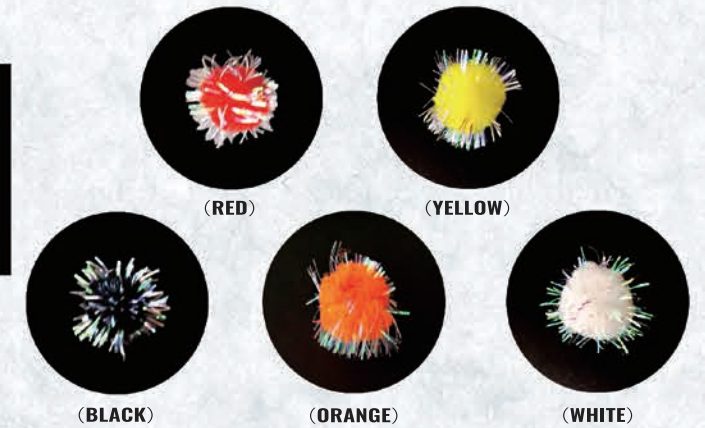 (RED)
(YELLOW)
(BLACK)
(ORANGE)
(WHITE)